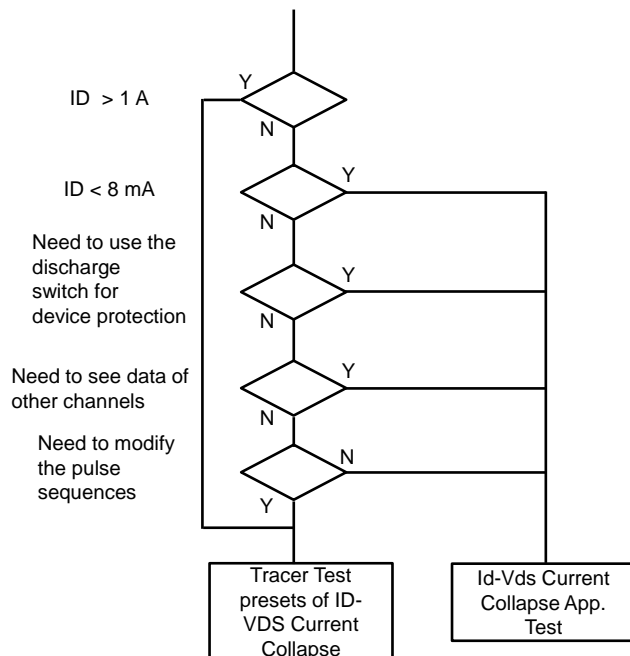 Y
ID > 1 A
N
ID < 8 mA
Y
N
Need to use the
discharge
switch for
device protection
Y
N
Need to see data of
other channels
Y
N
Need to modify
the pulse
sequences
N
Y
Tracer Test
presets of ID-
VDS Current
Collapse
Id-Vds Current
Collapse App.
Test